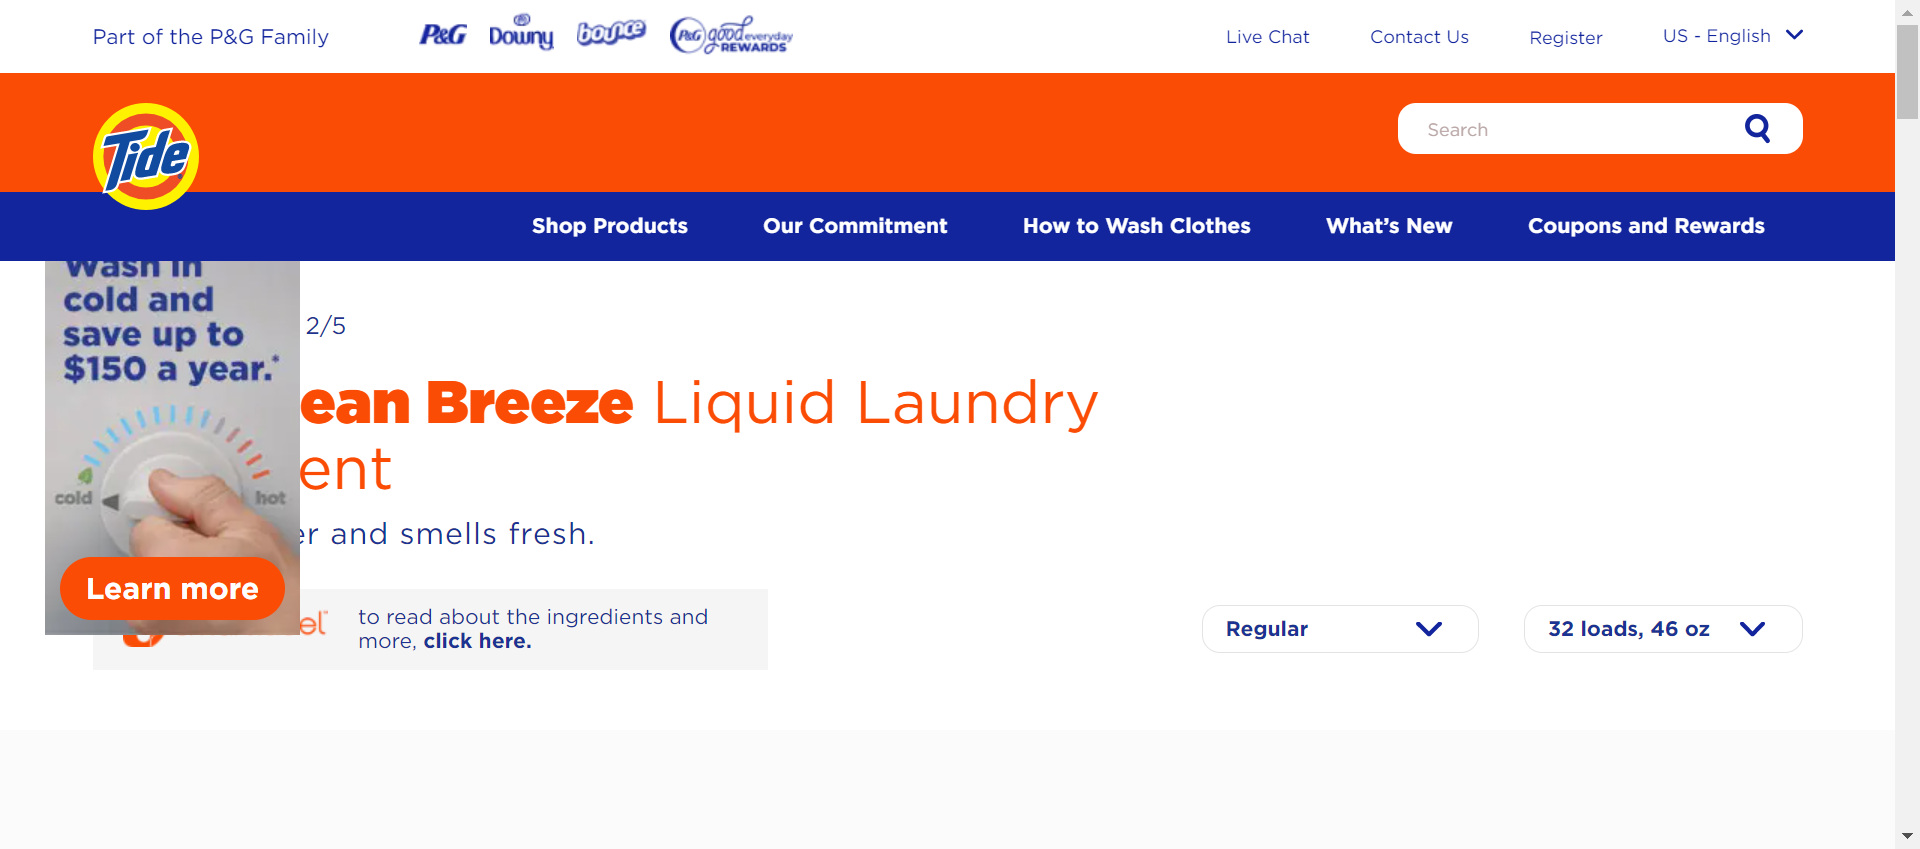 Part of the P&G Family
P&G
Downy
bounce
P&G good everyday REWARDS
Live Chat
Contact Us
Register
US - English
Tide
Search
Shop Products
Our Commitment
How to Wash Clothes
What's New
Coupons and Rewards
Wash in
cold and
save up to
$150 a year.*
cold
hot
Learn more
2/5
ean Breeze Liquid Laundry
ent
er and smells fresh.
el™
to read about the ingredients and
more, click here.
Regular
32 loads, 46 oz